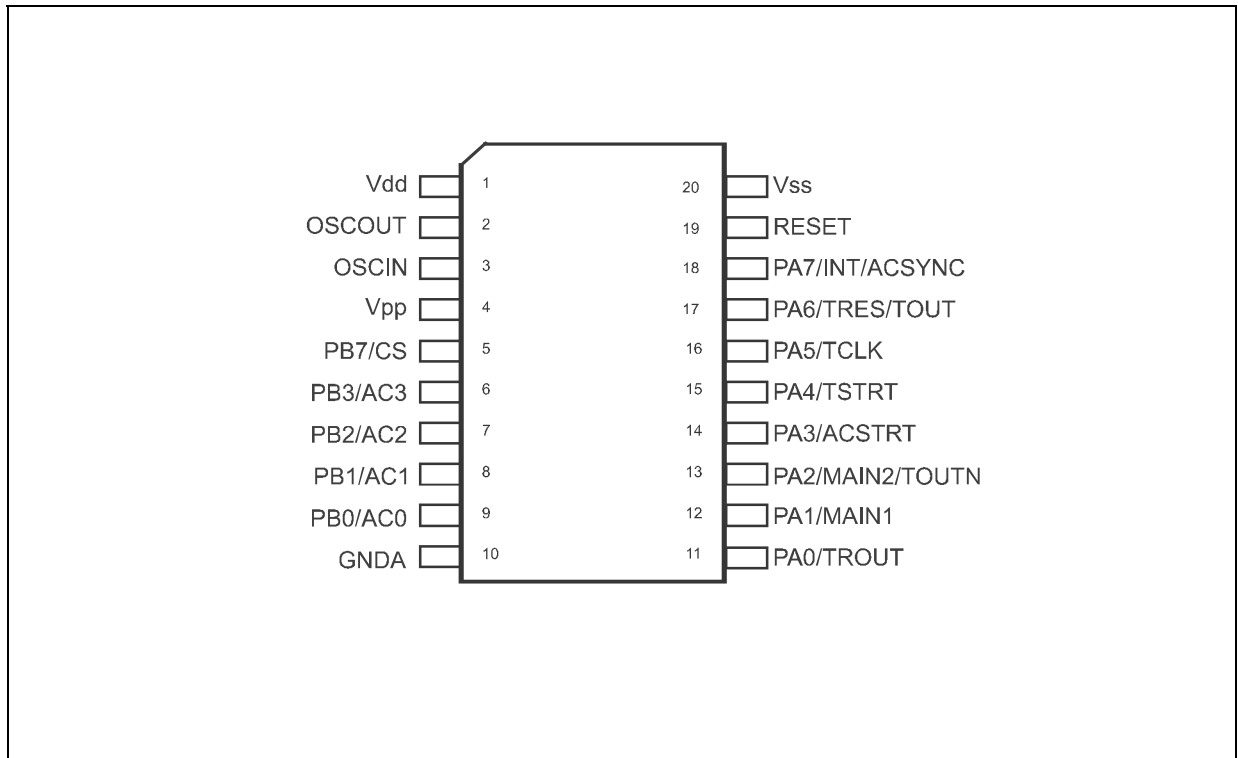 Vdd 1 20 Vss
OSCOUT 2 19 RESET
OSCIN 3 18 PA7/INT/ACSYNC
Vpp 4 17 PA6/TRES/TOUT
PB7/CS 5 16 PA5/TCLK
PB3/AC3 6 15 PA4/TSTRT
PB2/AC2 7 14 PA3/ACSTRT
PB1/AC1 8 13 PA2/MAIN2/TOUTN
PB0/AC0 9 12 PA1/MAIN1
GNDA 10 11 PA0/TROUT